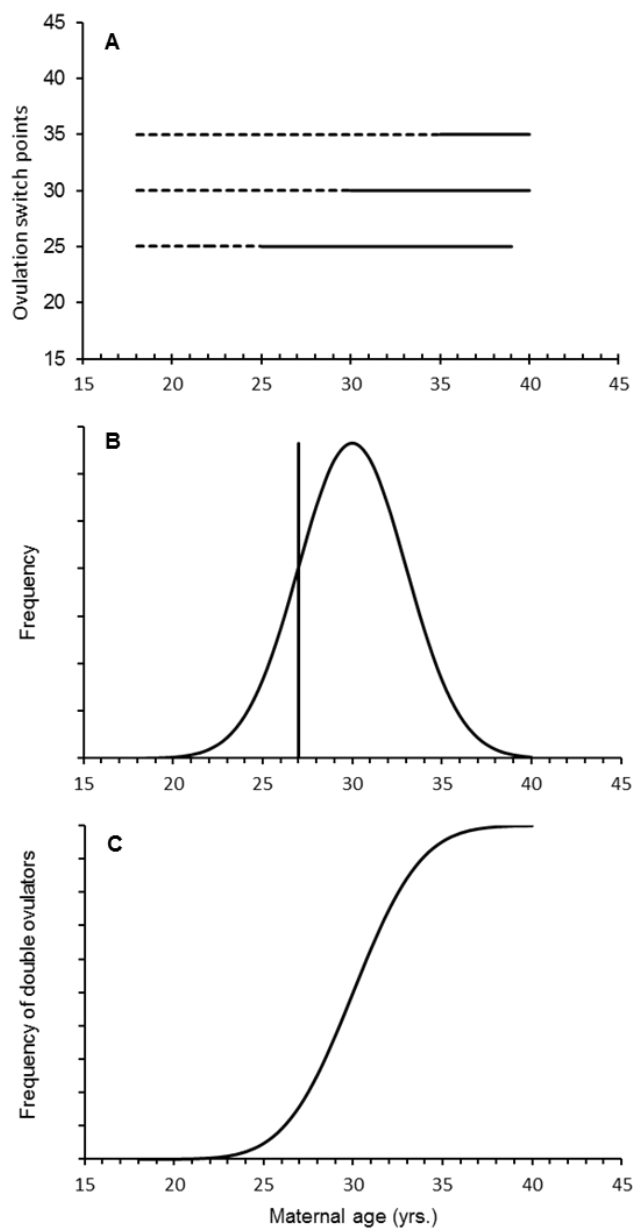 A
Ovulation switch points
45
40
35
30
25
20
15
15 20 25 30 35 40 45
B
Frequency
15 20 25 30 35 40 45
C
Frequency of double ovulators
15 20 25 30 35 40 45
Maternal age (yrs.)